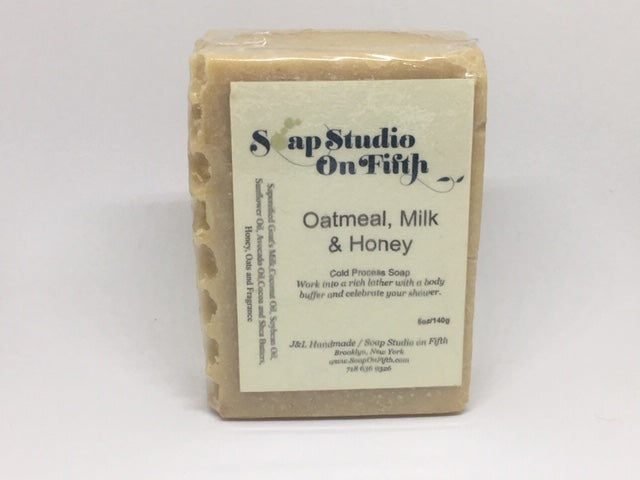 Soap Studio
On Fifth
Oatmeal, Milk
& Honey
Cold Process Soap
Work into a rich lather with a body
buffer and celebrate your shower.
5oz/140g
J&L Handmade / Soap Studio on Fifth
Brooklyn, New York
www.SoapOnFifth.com
718 636 9326
Saponified Goat's Milk,Coconut Oil, Soybean Oil,
Sunflower Oil, Avocado Oil,Cocoa and Shea Butters,
Honey, Oats and Fragrance